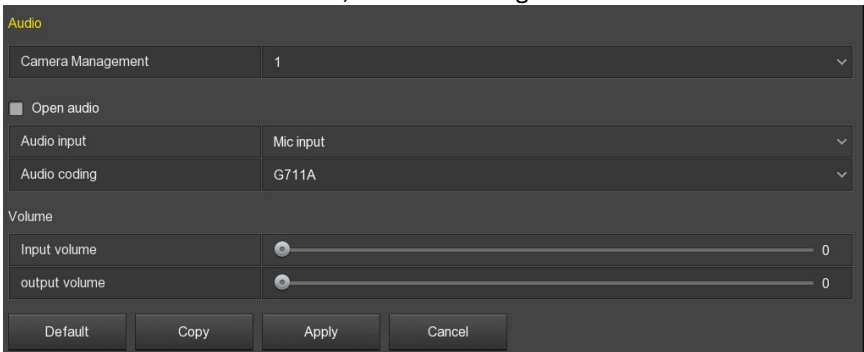 Audio
Camera Management 1
Open audio
Audio input Mic input
Audio coding G711A
Volume
Input volume 0
output volume 0
Default Copy Apply Cancel